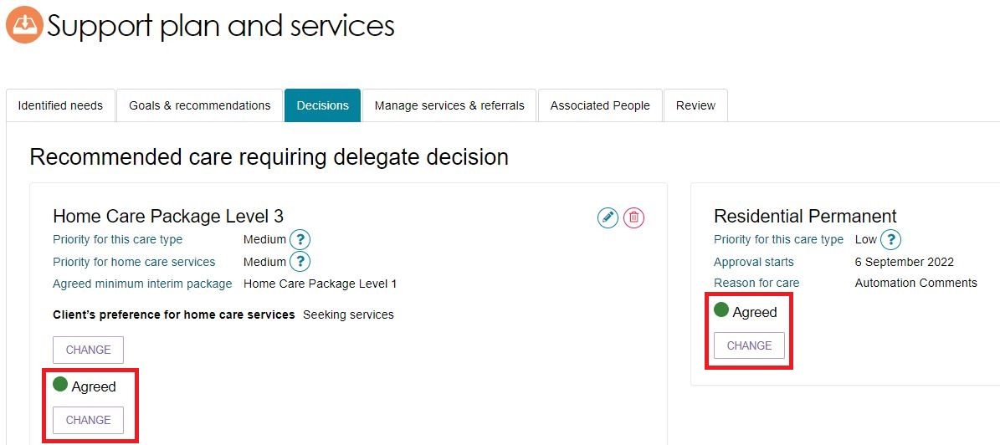 Support plan and services
Identified needs
Goals & recommendations
Decisions
Manage services & referrals
Associated People
Review
Recommended care requiring delegate decision
Home Care Package Level 3
Priority for this care type Medium ?
Priority for home care services Medium ?
Agreed minimum interim package Home Care Package Level 1
Client's preference for home care services Seeking services
CHANGE
Agreed
CHANGE
Residential Permanent
Priority for this care type Low ?
Approval starts 6 September 2022
Reason for care Automation Comments
Agreed
CHANGE